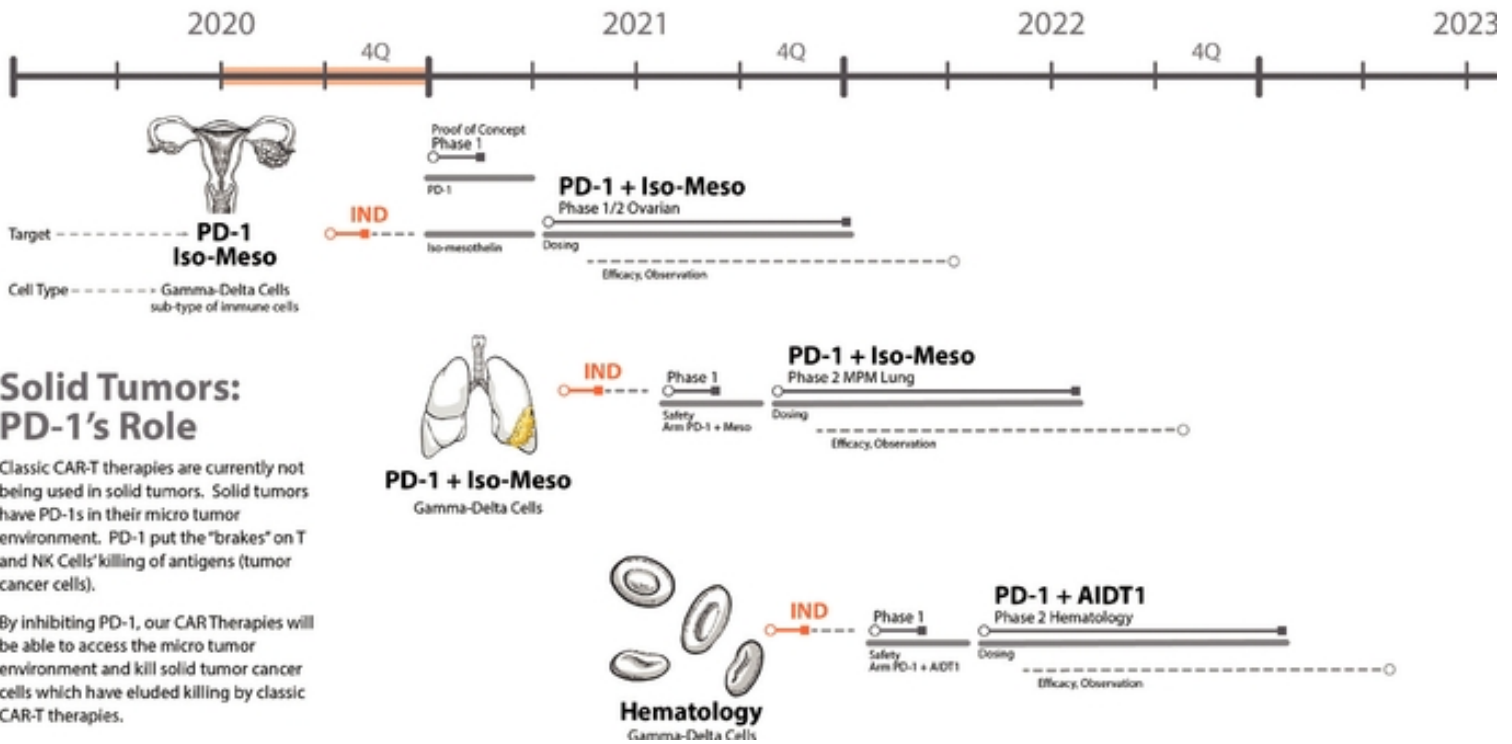 2020
2021
2022
2023
4Q
4Q
4Q
Proof of Concept
Phase 1
PD-1
PD-1 + Iso-Meso
Phase 1/2 Ovarian
IND
Target
PD-1
Iso-Meso
Iso-mesothelin
Dosing
Efficacy, Observation
Cell Type
Gamma-Delta Cells
sub-type of immune cells
PD-1 + Iso-Meso
Phase 2 MPM Lung
IND
Phase 1
Safety
Arm PD-1 + Meso
Dosing
Efficacy, Observation
PD-1 + Iso-Meso
Gamma-Delta Cells
Solid Tumors:
PD-1's Role
Classic CAR-T therapies are currently not
being used in solid tumors. Solid tumors
have PD-1s in their micro tumor
environment. PD-1 put the "brakes" on T
and NK Cells' killing of antigens (tumor
cancer cells).
By inhibiting PD-1, our CAR Therapies will
be able to access the micro tumor
environment and kill solid tumor cancer
cells which have eluded killing by classic
CAR-T therapies.
PD-1 + AIDT1
Phase 2 Hematology
IND
Phase 1
Safety
Arm PD-1 + AIDT1
Dosing
Efficacy, Observation
Hematology
Gamma-Delta Cells